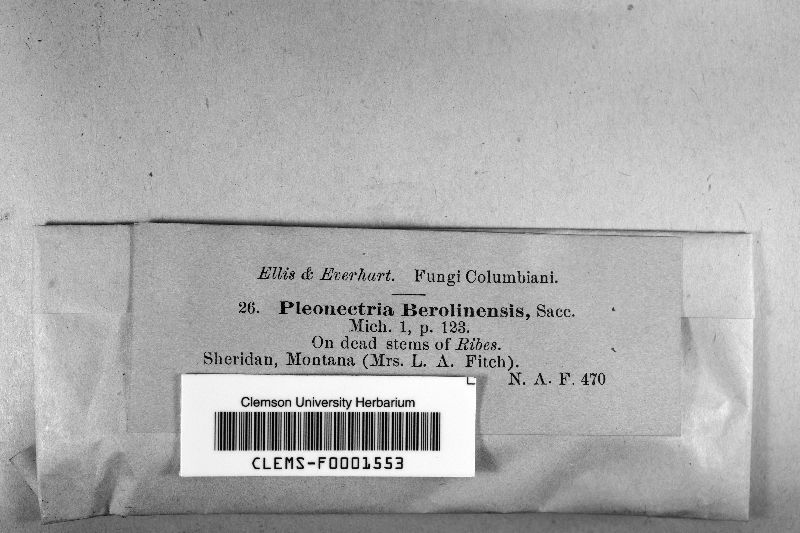 Ellis & Everhart. Fungi Columbiani.
26. Pleonectria Berolinensis, Sacc.
Mich. 1, p. 123.
On dead stems of Ribes.
Sheridan, Montana (Mrs. L. A. Fitch).
N. A. F. 470
Clemson University Herbarium
CLEMS-F0001553